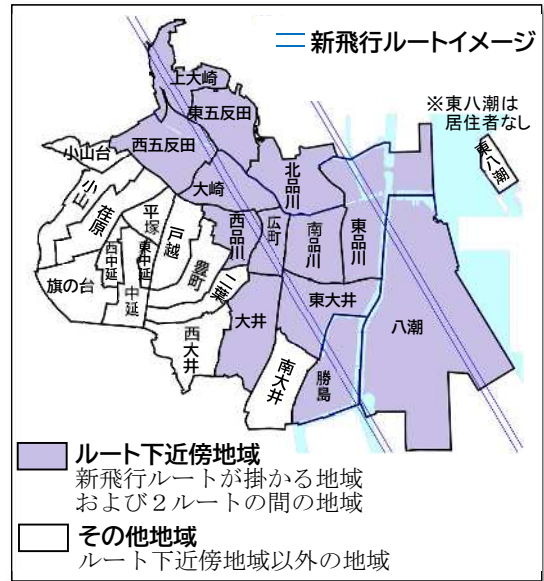 新飛行ルートイメージ
上大崎
※東八潮は
居住者なし
東五反田
東八潮
西五反田
北品川
小山台
大崎
小山
荏原
平塚
戸越
西品川
広町
南品川
東品川
西中延
東中延
豊町
二葉
旗の台
中延
大井
東大井
八潮
西大井
南大井
勝島
ルート下近傍地域
新飛行ルートが掛かる地域
および2ルートの間の地域
その他地域
ルート下近傍地域以外の地域